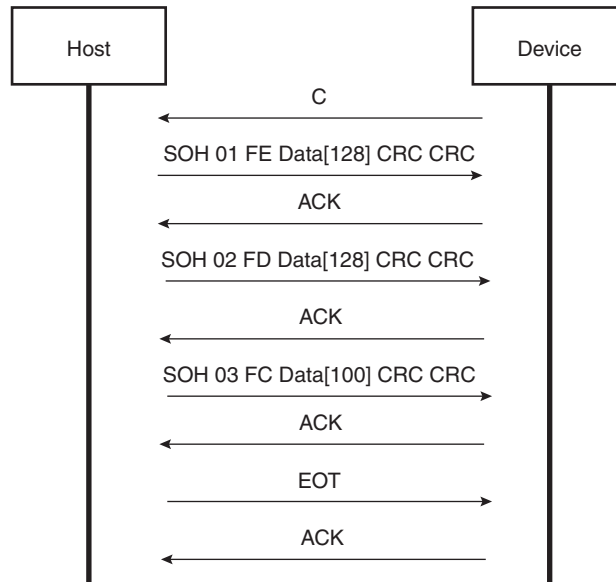 Host
Device
C
SOH 01 FE Data[128] CRC CRC
ACK
SOH 02 FD Data[128] CRC CRC
ACK
SOH 03 FC Data[100] CRC CRC
ACK
EOT
ACK